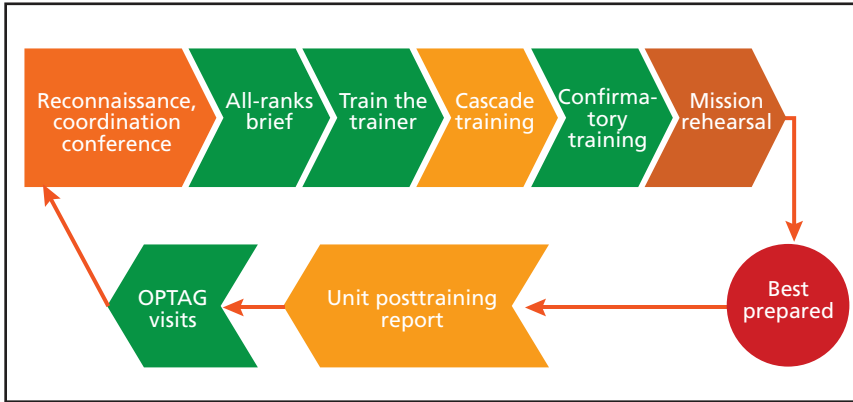 Reconnaissance,
coordination
conference
All-ranks
brief
Train the
trainer
Cascade
training
Confirma-
tory
training
Mission
rehearsal
Best
prepared
Unit posttraining
report
OPTAG
visits